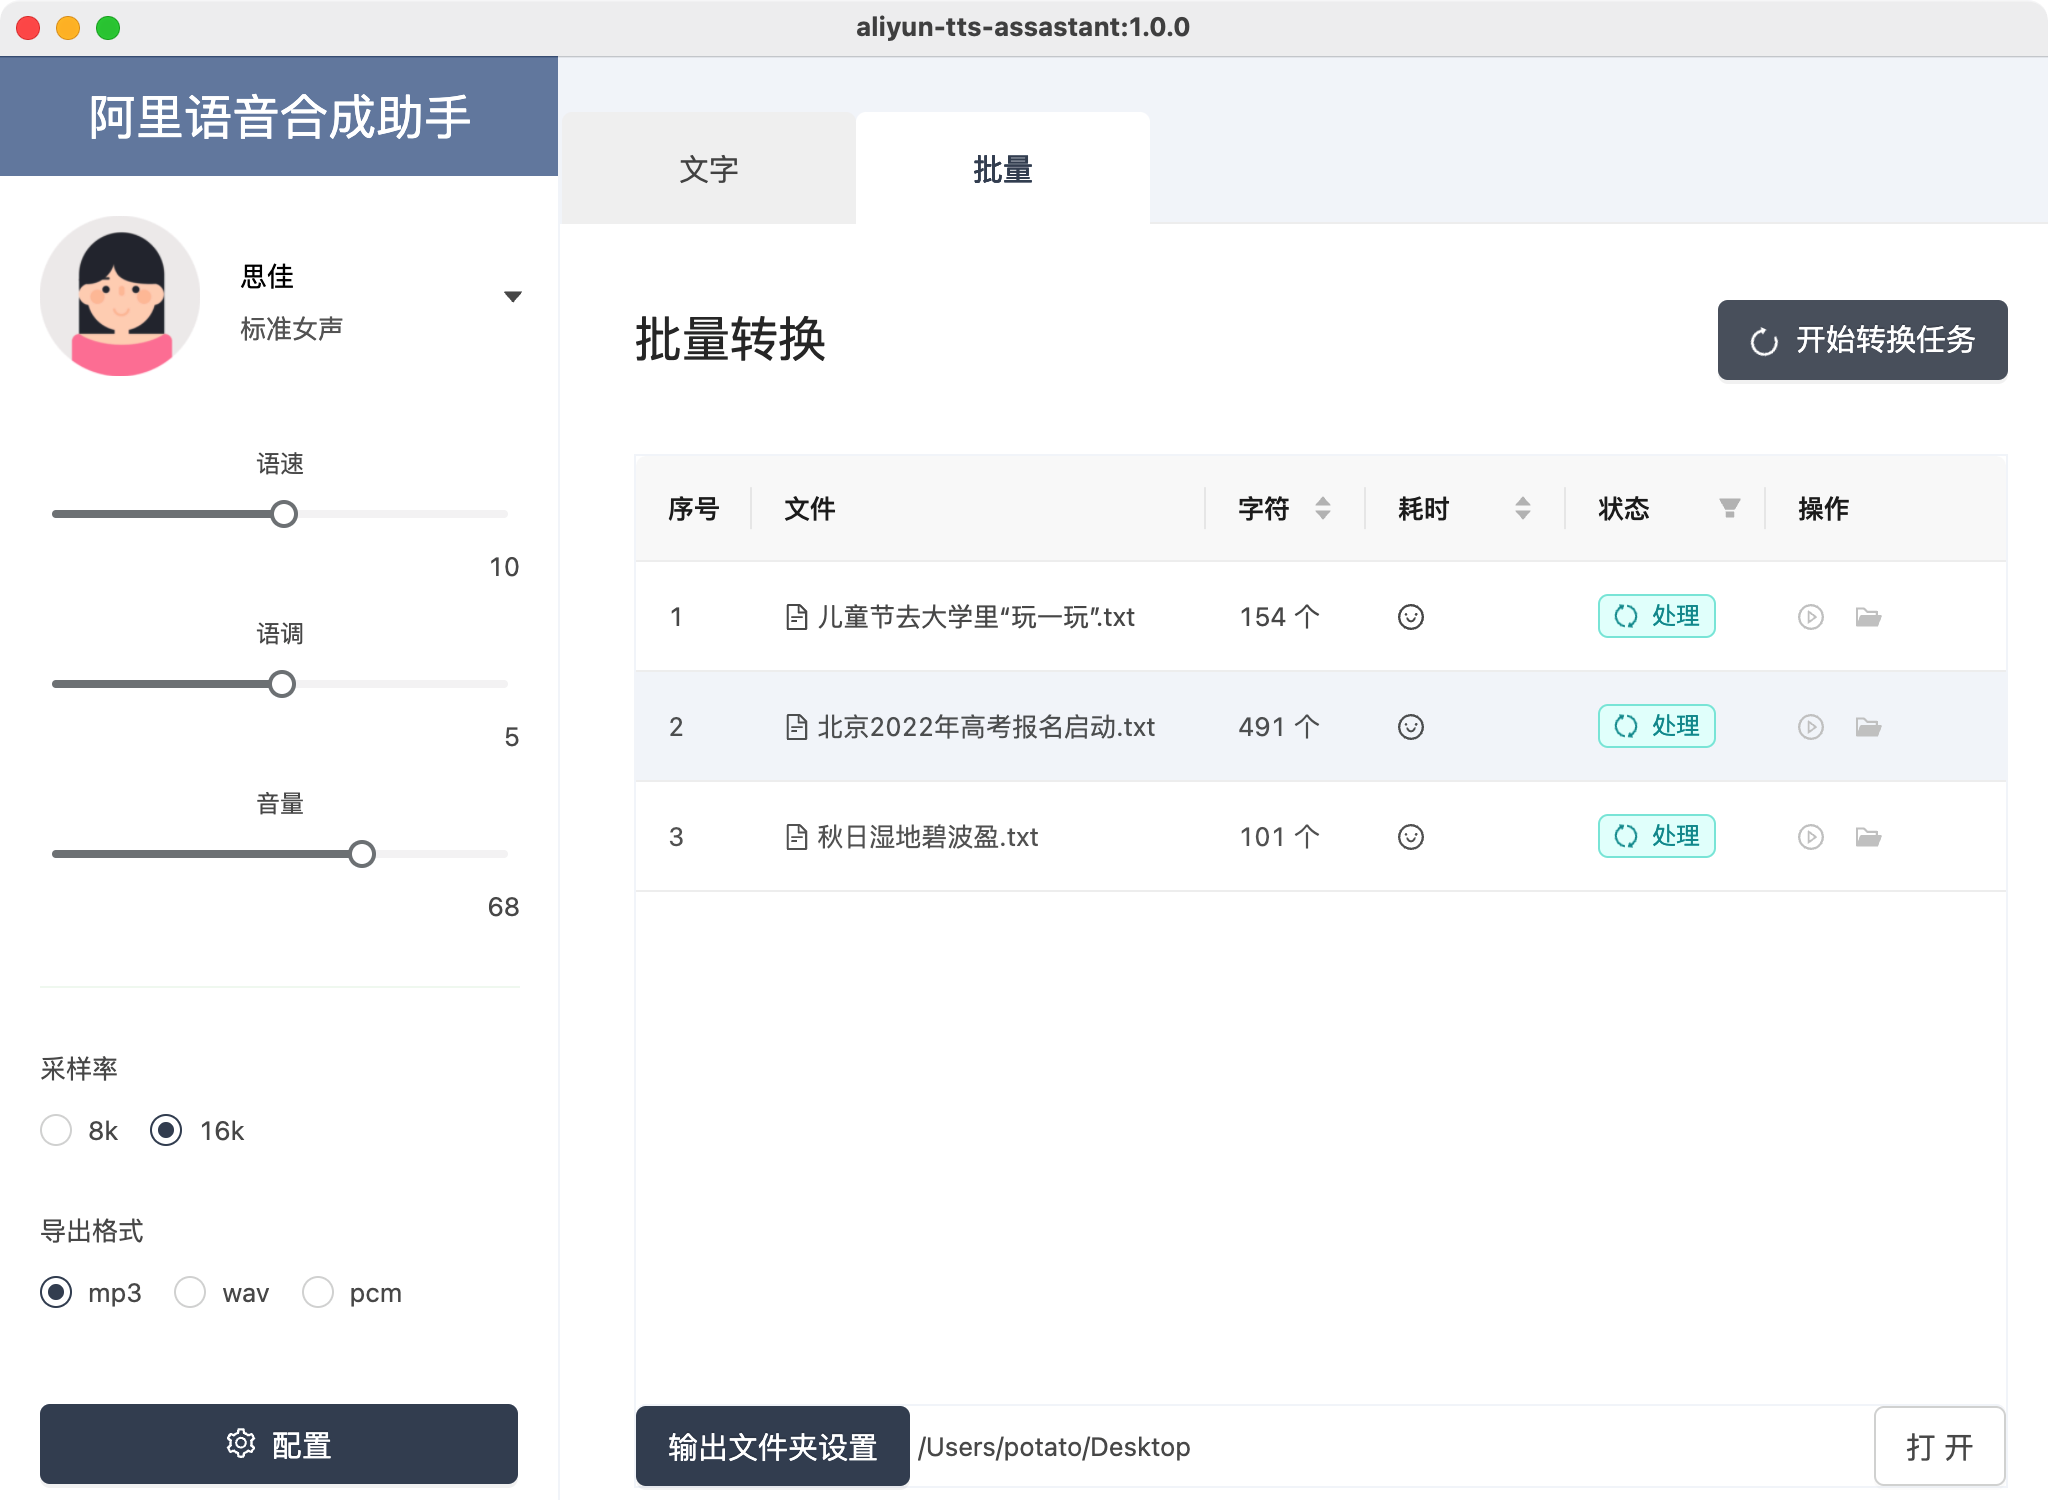 aliyun-tts-assastant:1.0.0
阿里语音合成助手
思佳
标准女声
语速
10
语调
5
音量
68
采样率
8k 16k
导出格式
mp3 wav pcm
配置
文字 批量
批量转换 开始转换任务
序号 文件 字符 耗时 状态 操作
1 儿童节去大学里“玩一玩”.txt 154 个 处理
2 北京2022年高考报名启动.txt 491 个 处理
3 秋日湿地碧波盈.txt 101 个 处理
输出文件夹设置 /Users/potato/Desktop 打 开